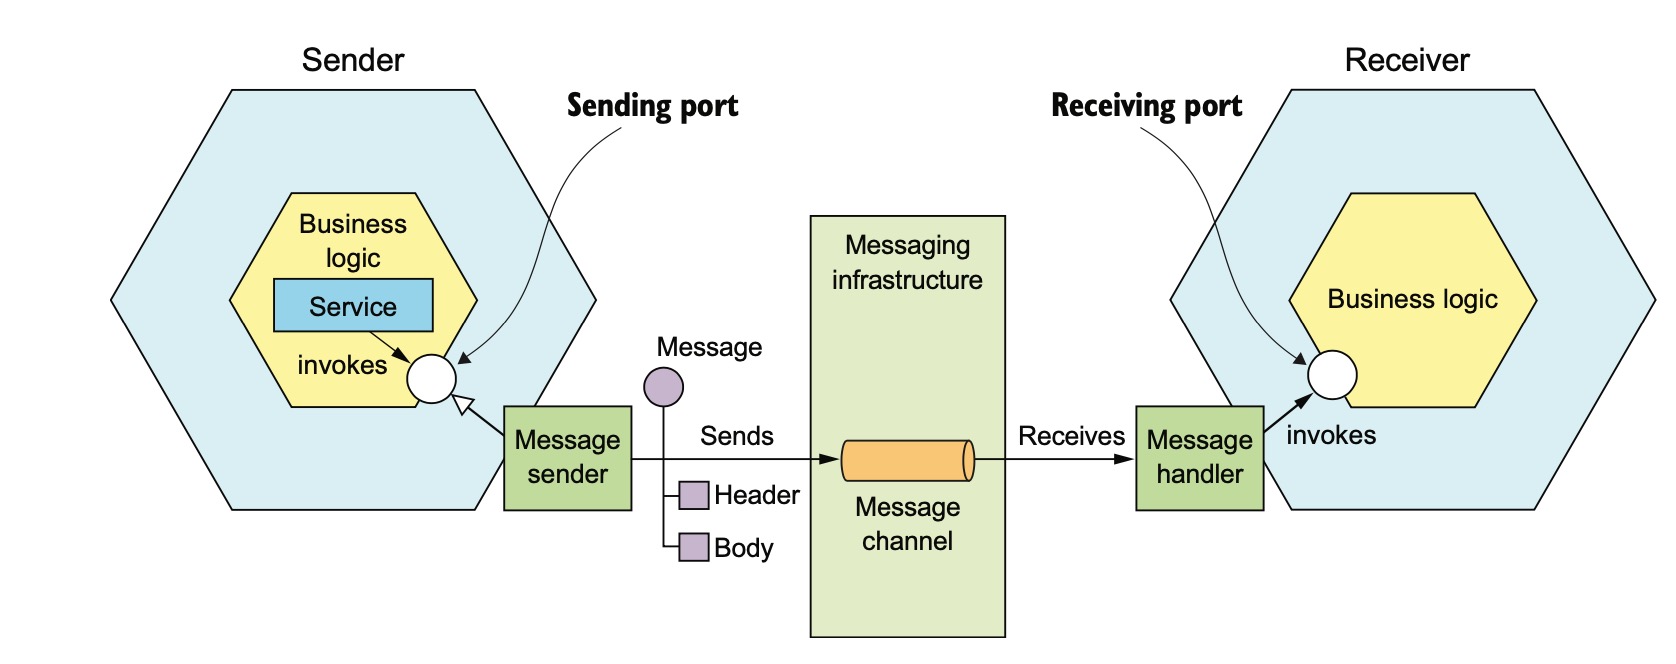 Sender
Receiver
Sending port
Receiving port
Business
logic
Service
invokes
Message
sender
Message
Sends
Header
Body
Messaging
infrastructure
Message
channel
Receives
Message
handler
invokes
Business logic